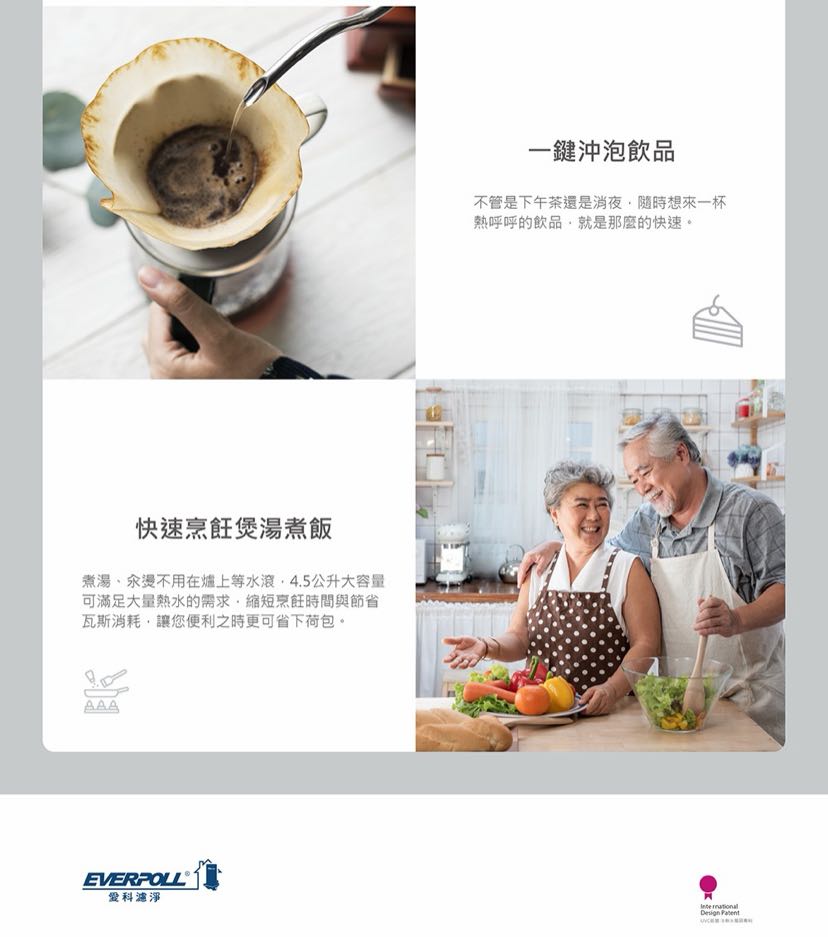 一鍵沖泡飲品
不管是下午茶還是消夜，隨時想來一杯
熱呼呼的飲品，就是那麼的快速。
快速烹飪煲湯煮飯
煮湯、汆燙不用在爐上等水滾，4.5公升大容量
可滿足大量熱水的需求，縮短烹飪時間與節省
瓦斯消耗，讓您便利之時更可省下荷包。
EVERPOLL®
愛科濾淨
International
Design Patent